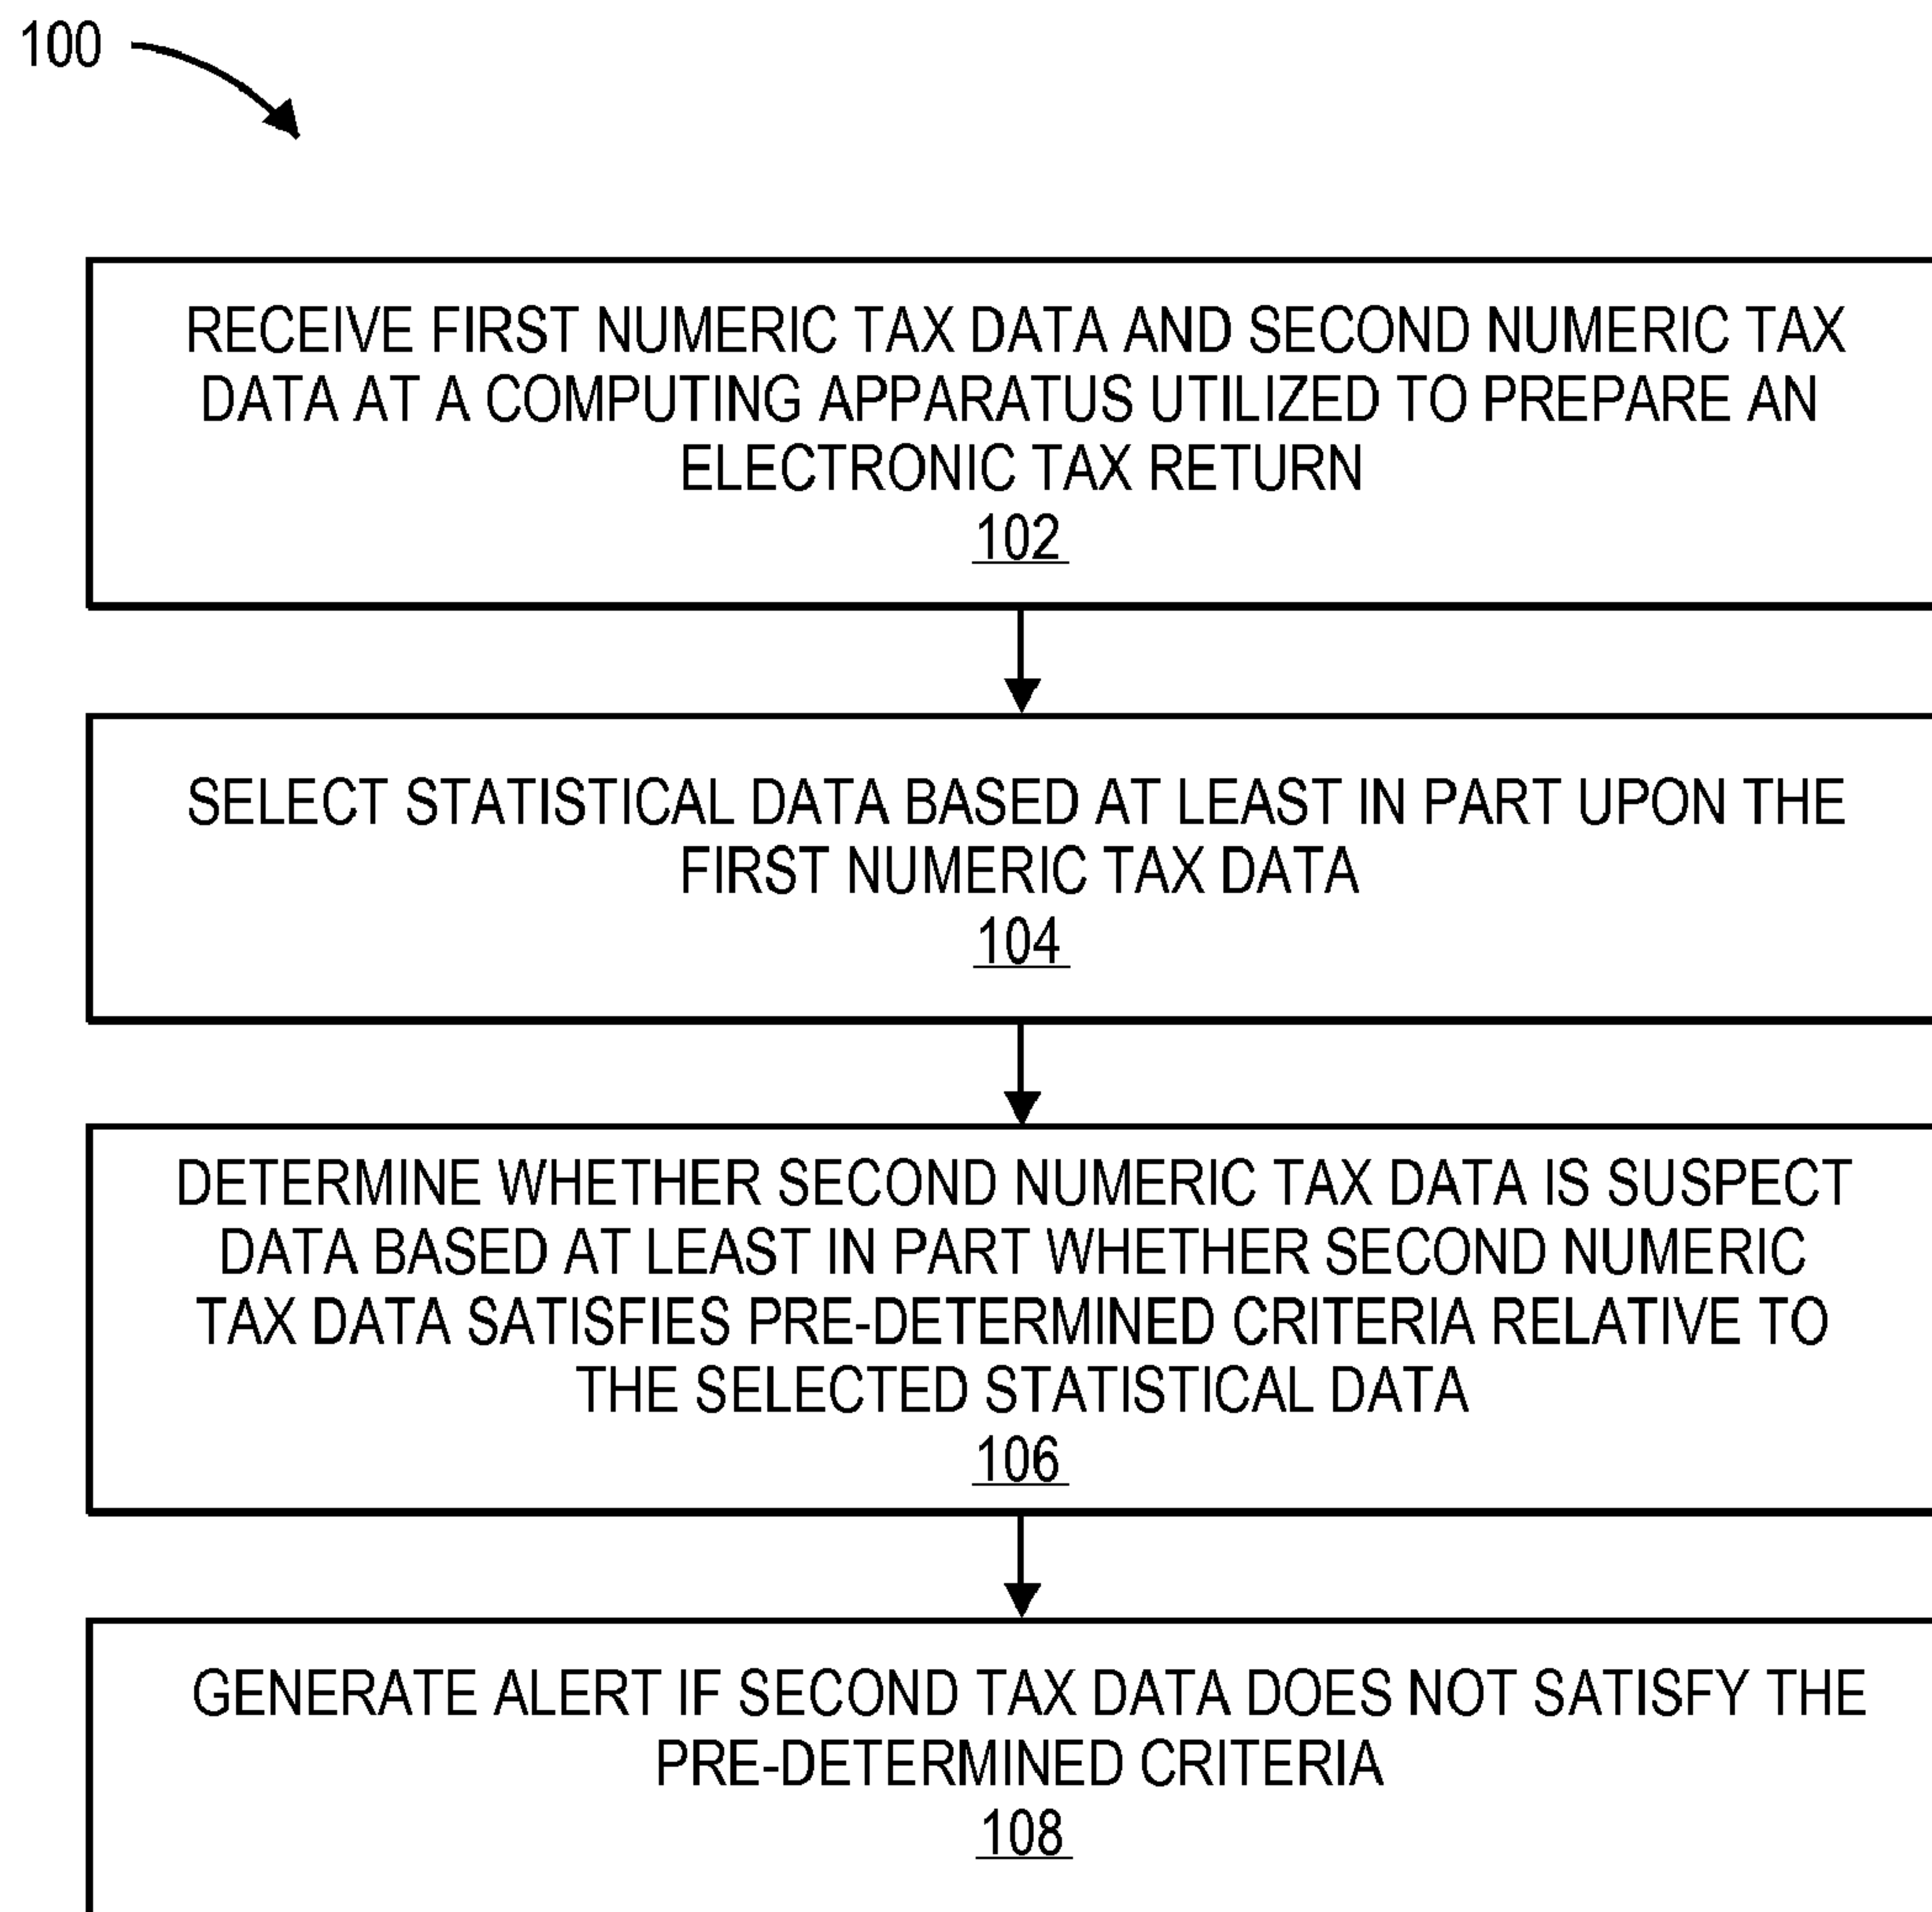 100
RECEIVE FIRST NUMERIC TAX DATA AND SECOND NUMERIC TAX
DATA AT A COMPUTING APPARATUS UTILIZED TO PREPARE AN
ELECTRONIC TAX RETURN
102
SELECT STATISTICAL DATA BASED AT LEAST IN PART UPON THE
FIRST NUMERIC TAX DATA
104
DETERMINE WHETHER SECOND NUMERIC TAX DATA IS SUSPECT
DATA BASED AT LEAST IN PART WHETHER SECOND NUMERIC
TAX DATA SATISFIES PRE-DETERMINED CRITERIA RELATIVE TO
THE SELECTED STATISTICAL DATA
106
GENERATE ALERT IF SECOND TAX DATA DOES NOT SATISFY THE
PRE-DETERMINED CRITERIA
108